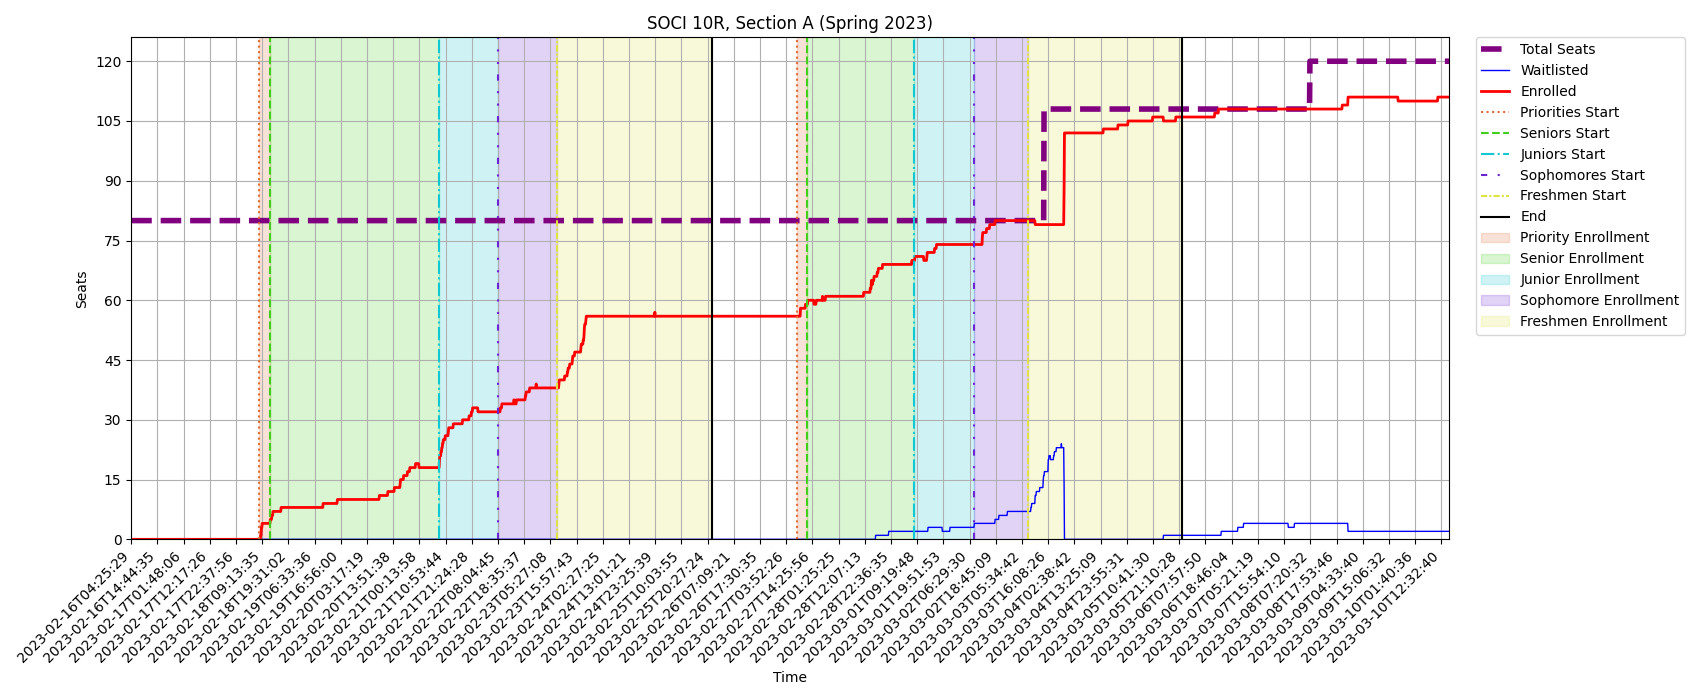 SOCI 10R, Section A (Spring 2023)
120
105
90
75
60
45
30
15
0
Seats
2023-02-16T04:25:29
2023-02-16T14:44:35
2023-02-17T01:48:06
2023-02-17T12:17:26
2023-02-17T22:37:56
2023-02-18T09:13:35
2023-02-18T19:31:02
2023-02-19T06:33:36
2023-02-19T16:56:00
2023-02-20T03:17:19
2023-02-20T13:51:38
2023-02-21T00:13:58
2023-02-21T10:53:44
2023-02-21T21:24:28
2023-02-22T08:04:45
2023-02-22T18:35:37
2023-02-23T05:27:08
2023-02-23T15:57:43
2023-02-24T02:27:25
2023-02-24T13:01:21
2023-02-24T23:25:39
2023-02-25T10:03:55
2023-02-25T20:27:24
2023-02-26T07:09:21
2023-02-26T17:30:35
2023-02-27T03:52:26
2023-02-27T14:25:56
2023-02-28T01:25:25
2023-02-28T12:07:13
2023-02-28T22:36:35
2023-03-01T09:19:48
2023-03-01T19:51:53
2023-03-02T06:29:30
2023-03-02T18:45:09
2023-03-03T05:34:42
2023-03-03T16:08:26
2023-03-04T02:38:42
2023-03-04T13:25:09
2023-03-04T23:55:31
2023-03-05T10:41:30
2023-03-05T21:10:28
2023-03-06T07:57:50
2023-03-06T18:46:04
2023-03-07T05:21:19
2023-03-07T15:54:10
2023-03-08T07:20:32
2023-03-08T17:53:46
2023-03-09T04:33:40
2023-03-09T15:06:32
2023-03-10T01:40:36
2023-03-10T12:32:40
Time
Total Seats
Waitlisted
Enrolled
Priorities Start
Seniors Start
Juniors Start
Sophomores Start
Freshmen Start
End
Priority Enrollment
Senior Enrollment
Junior Enrollment
Sophomore Enrollment
Freshmen Enrollment